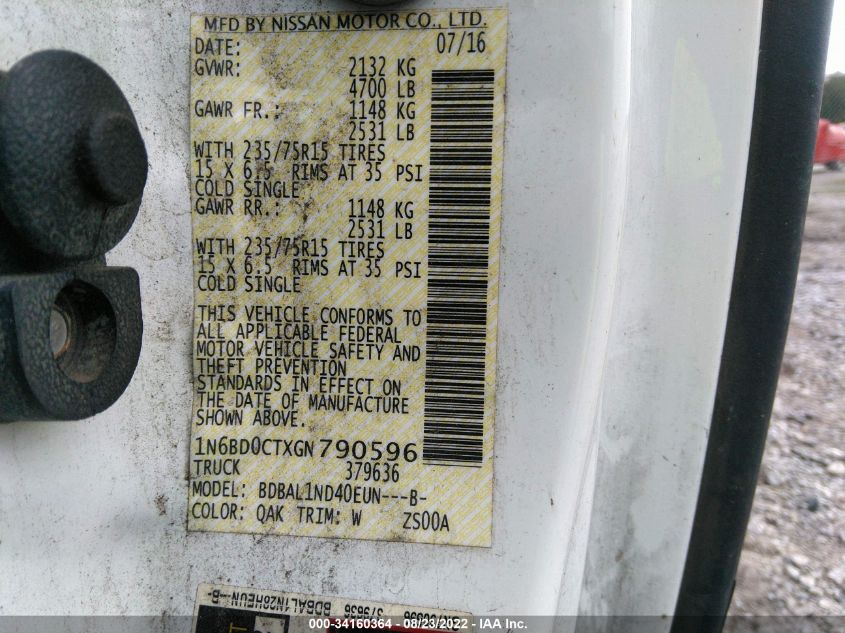 MFD BY NISSAN MOTOR CO., LTD.
DATE: 07/16
GVWR: 2132 KG
4700 LB
GAWR FR.: 1148 KG
2531 LB
WITH 235/75R15 TIRES
15 X 6.5 RIMS AT 35 PSI
COLD SINGLE
GAWR RR.: 1148 KG
2531 LB
WITH 235/75R15 TIRES
15 X 6.5 RIMS AT 35 PSI
COLD SINGLE
THIS VEHICLE CONFORMS TO
ALL APPLICABLE FEDERAL
MOTOR VEHICLE SAFETY AND
THEFT PREVENTION
STANDARDS IN EFFECT ON
THE DATE OF MANUFACTURE
SHOWN ABOVE.
1N6BD0CTXGN790596
TRUCK 379636
MODEL: BDBAL1ND40EUN---B-
COLOR: QAK TRIM: W ZS00A
379636 BDBAL1N28HEUN---B-
000-34160364 - 08/23/2022 - IAA Inc.